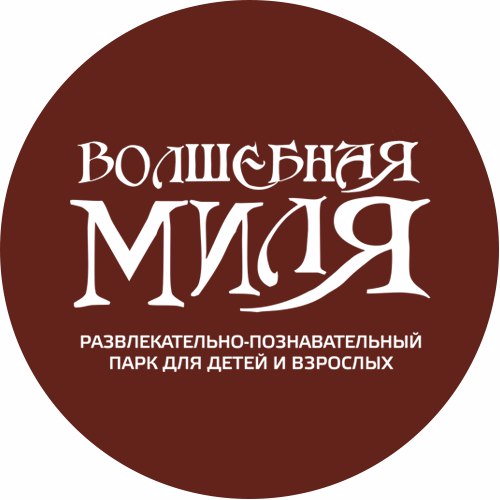 ВОЛШЕБНАЯ
МИЛЯ
РАЗВЛЕКАТЕЛЬНО-ПОЗНАВАТЕЛЬНЫЙ
ПАРК ДЛЯ ДЕТЕЙ И ВЗРОСЛЫХ